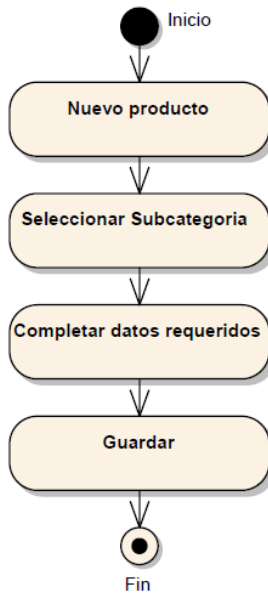 Inicio
Nuevo producto
Seleccionar Subcategoria
Completar datos requeridos
Guardar
Fin